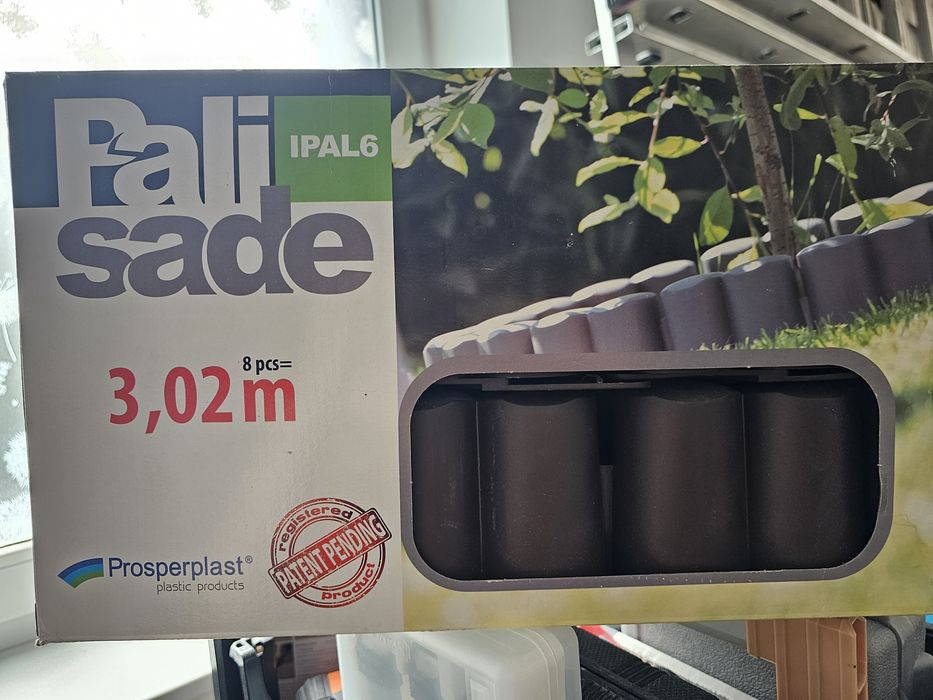 Pali
sade
IPAL6
8 pcs=
3,02 m
Prosperplast®
plastic products
registered
PATENT PENDING
product